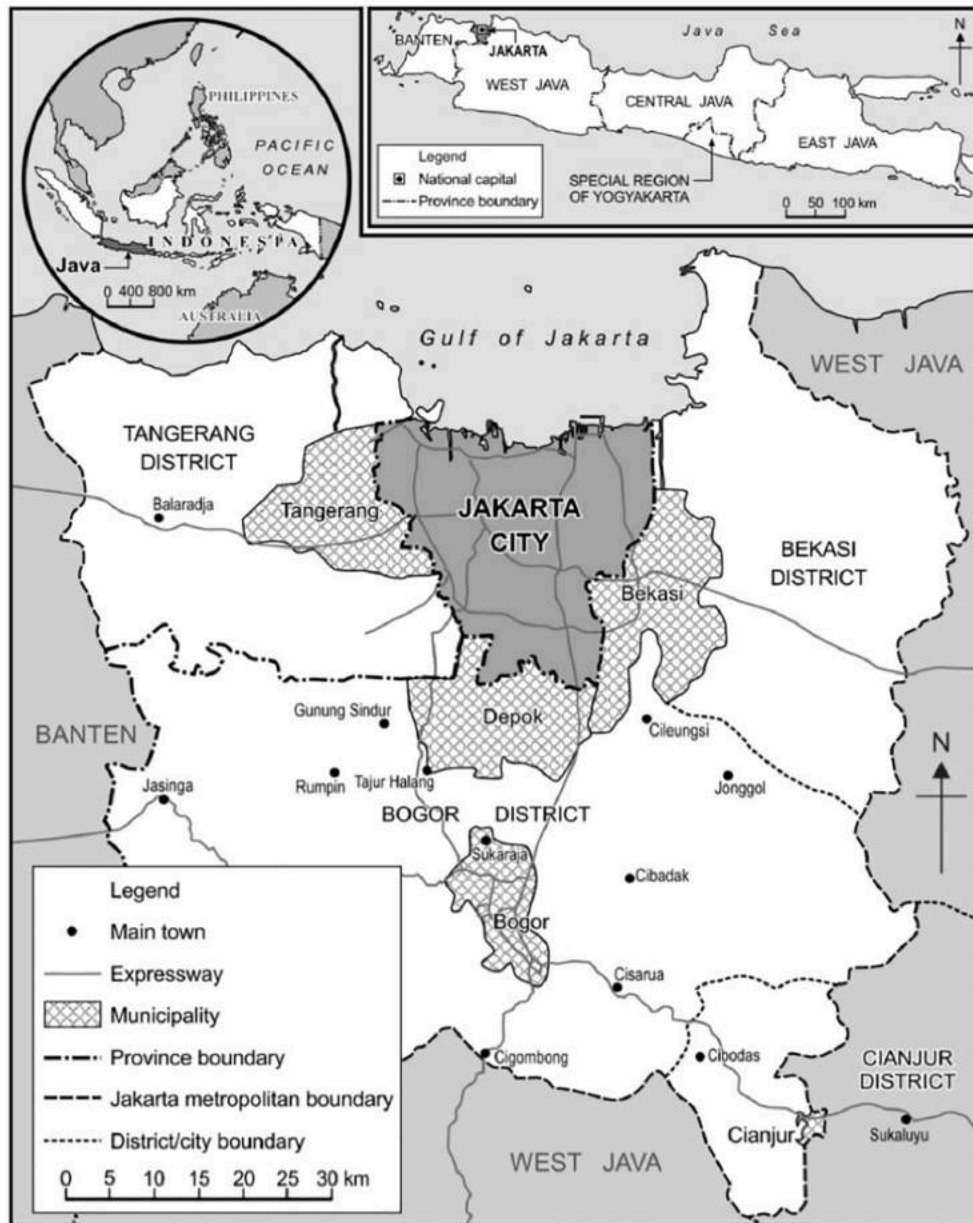 PHILIPPINES
PACIFIC
OCEAN
INDONESIA
Java
0 400 800 km
AUSTRALIA
Java Sea
N
BANTEN
JAKARTA
WEST JAVA
CENTRAL JAVA
EAST JAVA
Legend
National capital
Province boundary
SPECIAL REGION
OF YOGYAKARTA
0 50 100 km
Gulf of Jakarta
WEST JAVA
TANGERANG
DISTRICT
Balaradja
Tangerang
JAKARTA
CITY
BEKASI
DISTRICT
Bekasi
Gunung Sindur
Depok
Cileungsi
BANTEN
N
Jasinga
Rumpin
Tajur Halang
Jonggol
BOGOR DISTRICT
Sukaraja
Cibadak
Bogor
Cisarua
Cigombong
Cibodas
CIANJUR
DISTRICT
Cianjur
Sukaluyu
WEST JAVA
Legend
Main town
Expressway
Municipality
Province boundary
Jakarta metropolitan boundary
District/city boundary
0 5 10 15 20 25 30 km